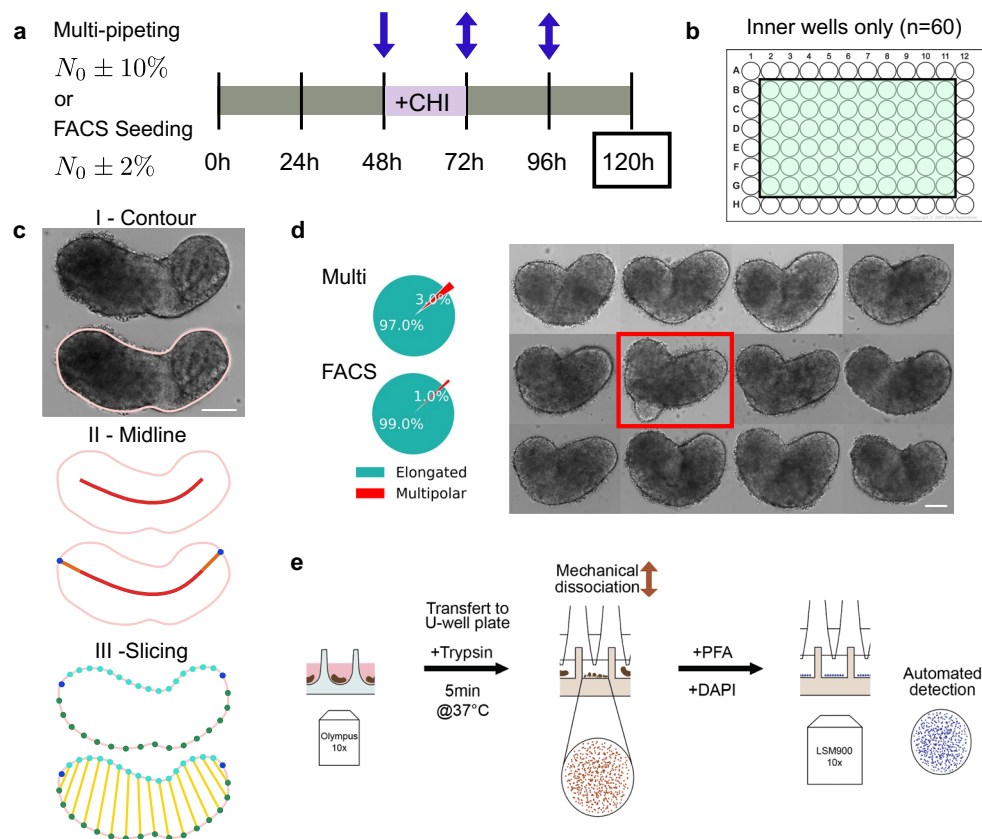 a
Multi-pipeting
N₀ ± 10%
or
FACS Seeding
N₀ ± 2%
+CHI
0h 24h 48h 72h 96h 120h
b
Inner wells only (n=60)
1 2 3 4 5 6 7 8 9 10 11 12
A
B
C
D
E
F
G
H
c
I - Contour
II - Midline
III -Slicing
d
Multi
3.0%
97.0%
FACS
1.0%
99.0%
Elongated
Multipolar
e
Olympus
10x
Transfert to
U-well plate
+Trypsin
5min
@37°C
Mechanical
dissociation
+PFA
+DAPI
LSM900
10x
Automated
detection